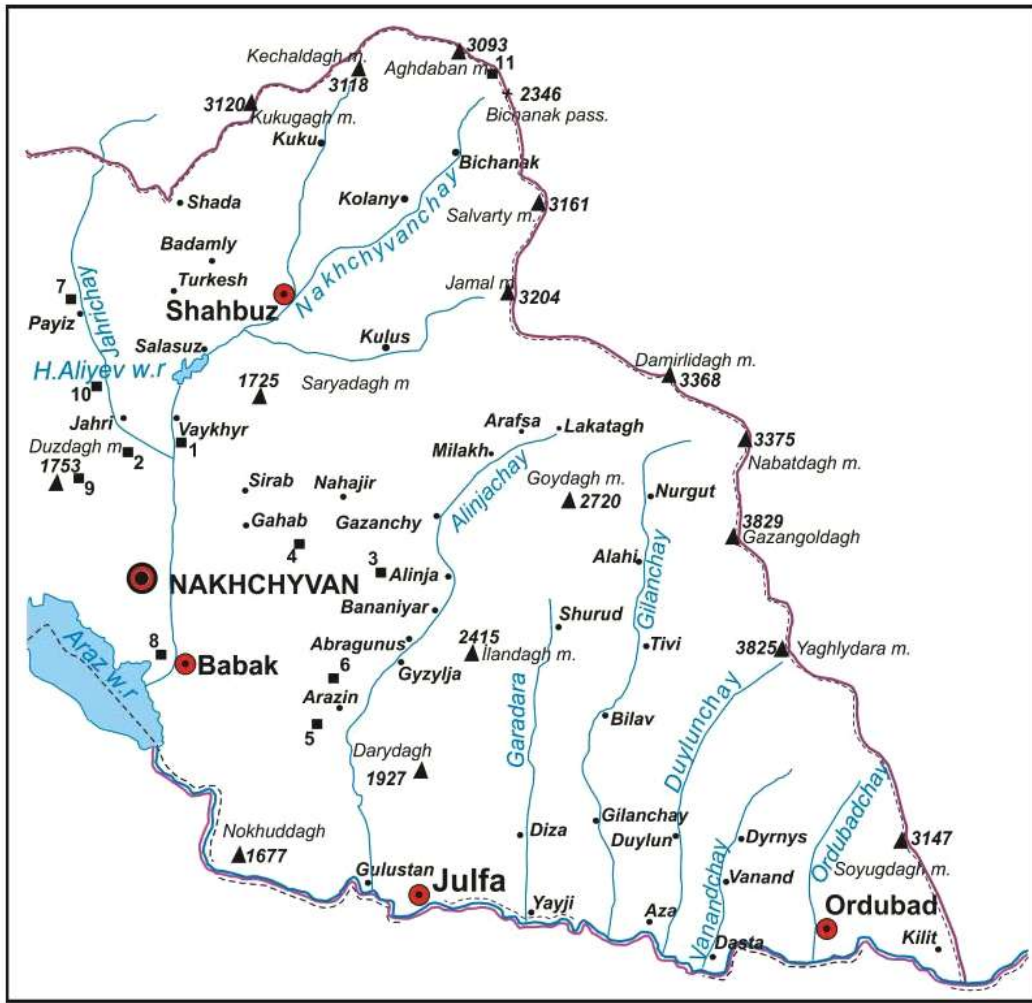 3093
Kechaldagh m.
11
Aghdaban m.
3118
2346
3120
Kukugagh m.
Bichanak pass.
Kuku
Bichanak
Kolany
Shada
3161
Salvarty m.
Nakhchyvanchay
Badamly
Turkesh
Jamal m
3204
7
Shahbuz
Jahrichay
Payiz
Salasuz
Kulus
H.Aliyev w.r
Damirlidagh m.
3368
10
1725
Saryadagh m
Jahri
Vaykhyr
Arafsa
Lakatagh
Duzdagh m
1
Milakh
3375
2
Nabatdagh m.
1753
9
Sirab
Nahajir
Alinjachay
Goydagh m.
2720
Nurgut
Gahab
Gazanchy
3829
Gazangoldagh
4
3
Alahi
Gilanchay
NAKHCHYVAN
Alinja
Bananiyar
Shurud
Araz w.r
8
Abragunus
2415
Tivi
3825
Yaghlydara m.
Babak
6
Gyzylja
İlandagh m.
Arazin
5
Garadara
Bilav
Duylunchay
Darydagh
1927
Nokhuddagh
1677
Diza
Gilanchay
Duylun
Dyrnys
Ordubadchay
3147
Soyugdagh m.
Gulustan
Julfa
Vanand
Vanandchay
Yayji
Aza
Ordubad
Dasta
Kilit